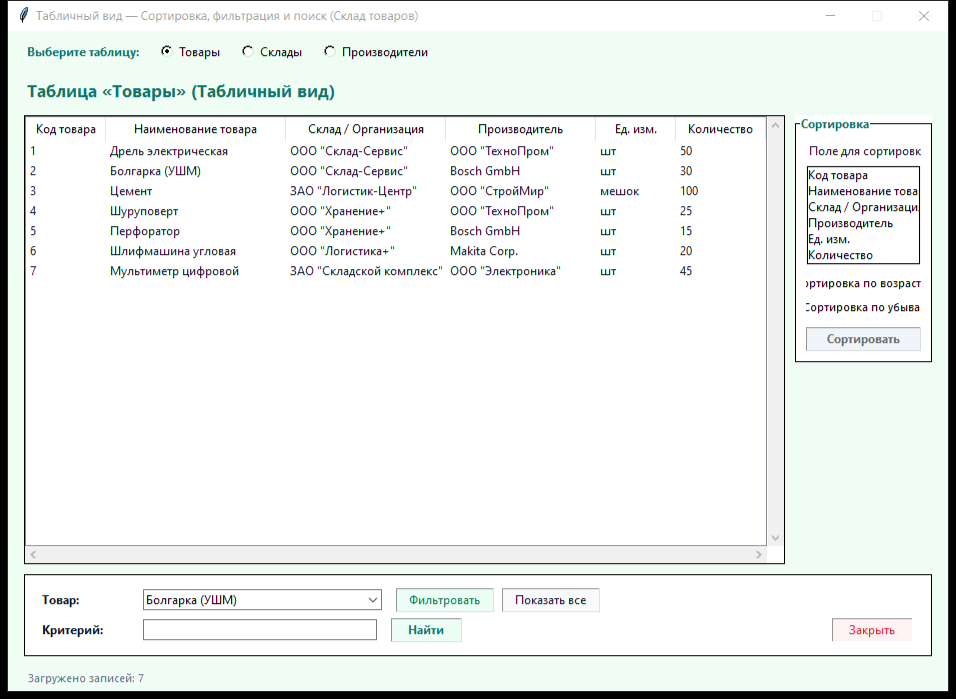 Табличный вид — Сортировка, фильтрация и поиск (Склад товаров)
Выберите таблицу: Товары Склады Производители
Таблица «Товары» (Табличный вид)
Код товара Наименование товара Склад / Организация Производитель Ед. изм. Количество
1 Дрель электрическая ООО "Склад-Сервис" ООО "ТехноПром" шт 50
2 Болгарка (УШМ) ООО "Склад-Сервис" Bosch GmbH шт 30
3 Цемент ЗАО "Логистик-Центр" ООО "СтройМир" мешок 100
4 Шуруповерт ООО "Хранение+" ООО "ТехноПром" шт 25
5 Перфоратор ООО "Хранение+" Bosch GmbH шт 15
6 Шлифмашина угловая ООО "Логистика+" Makita Corp. шт 20
7 Мультиметр цифровой ЗАО "Складской комплекс" ООО "Электроника" шт 45
Сортировка
Поле для сортировк
Код товара
Наименование това
Склад / Организаци
Производитель
Ед. изм.
Количество
ортировка по возраст
Сортировка по убыва
Сортировать
Товар: Болгарка (УШМ) Фильтровать Показать все
Критерий: Найти Закрыть
Загружено записей: 7